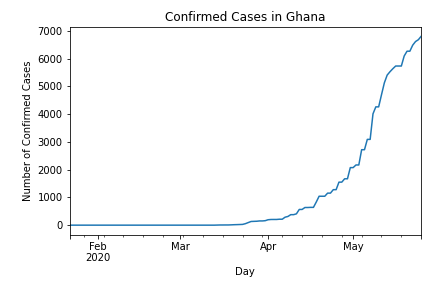 Confirmed Cases in Ghana
Number of Confirmed Cases
7000
6000
5000
4000
3000
2000
1000
0
Feb Mar Apr May
2020
Day